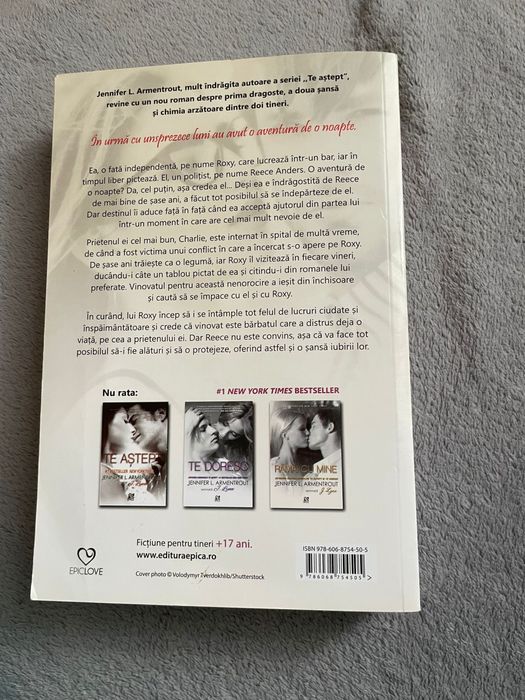 Jennifer L. Armentrout, mult îndrăgita autoare a seriei „Te aștept”,
revine cu un nou roman despre prima dragoste, a doua șansă
și chimia arzătoare dintre doi tineri.
În urmă cu unsprezece luni au avut o aventură de o noapte.
Ea, o fată independentă, pe nume Roxy, care lucrează într-un bar, iar în
timpul liber pictează. El, un polițist, pe nume Reece Anders. O aventură de
o noapte? Da, cel puțin, așa credea el... Deși ea e îndrăgostită de Reece
de mai bine de șase ani, a făcut tot posibilul să se îndepărteze de el.
Dar destinul îi aduce față în față când ea acceptă ajutorul din partea lui
într-un moment în care are cel mai mult nevoie de el.
Prietenul ei cel mai bun, Charlie, este internat în spital de multă vreme,
de când a fost victima unui conflict în care a încercat s-o apere pe Roxy.
De șase ani trăiește ca o legumă, iar Roxy îl vizitează în fiecare vineri,
ducându-i câte un tablou pictat de ea și citindu-i din romanele lui
preferate. Vinovatul pentru această nenorocire a ieșit din închisoare
și caută să se împace cu el și cu Roxy.
În curând, lui Roxy încep să i se întâmple tot felul de lucruri ciudate și
înspăimântătoare și crede că vinovat este bărbatul care a distrus deja o
viață, pe cea a prietenului ei. Dar Reece nu este convins, așa că va face tot
posibilul să-i fie alături și să o protejeze, oferind astfel și o șansă iubirii lor.
Nu rata:
#1 NEW YORK TIMES BESTSELLER
TE AȘTEPT
JENNIFER L. ARMENTROUT
TE DORESC
JENNIFER L. ARMENTROUT
J. Lynn
RĂMÂI CU MINE
JENNIFER L. ARMENTROUT
J. Lynn
Ficțiune pentru tineri +17 ani.
www.edituraepica.ro
EPICLOVE
Cover photo © Volodymyr Tverdokhlib/Shutterstock
ISBN 978-606-8754-50-5
9 786068 754505 >